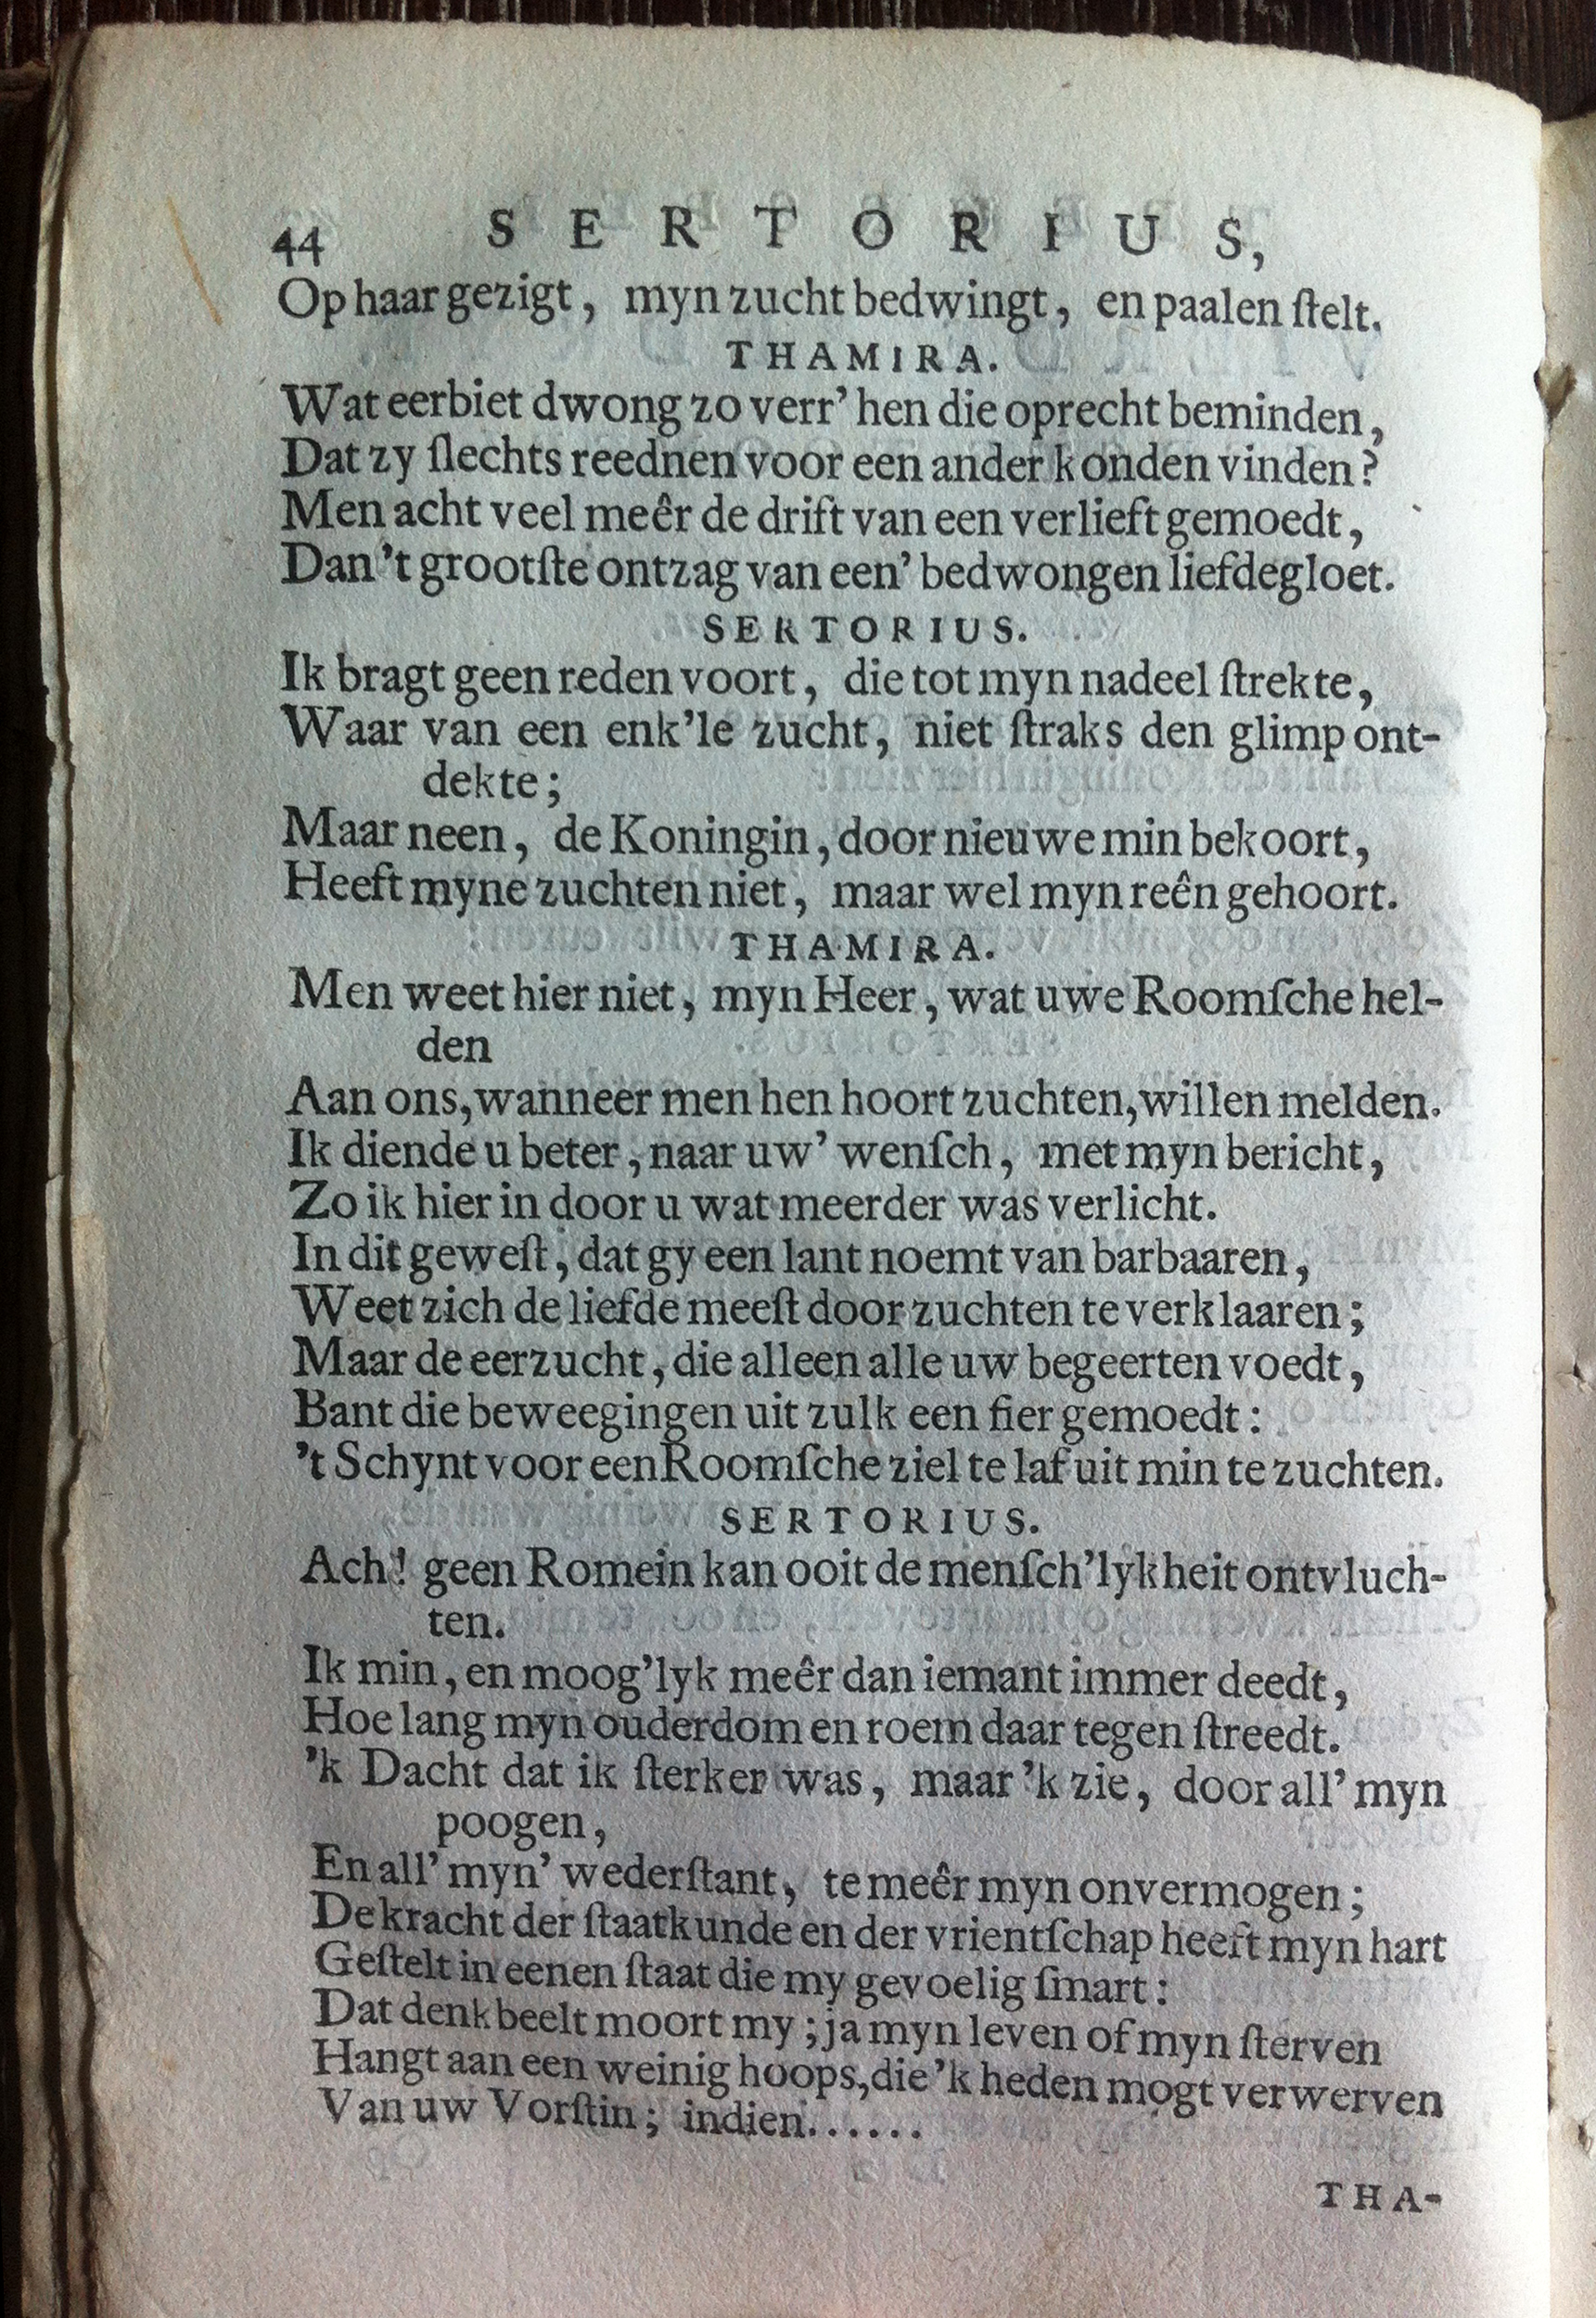 44 SERTORIUS,
Op haar gezigt, myn zucht bedwingt, en paalen ſtelt.
THAMIRA.
Wat eerbiet dwong zo verr' hen die oprecht beminden,
Dat zy ſlechts reednen voor een ander konden vinden?
Men acht veel meêr de drift van een verlieft gemoedt,
Dan 't grootſte ontzag van een' bedwongen liefdegloet.
SERTORIUS.
Ik bragt geen reden voort, die tot myn nadeel ſtrekte,
Waar van een enk'le zucht, niet ſtraks den glimp ont-
dekte;
Maar neen, de Koningin, door nieuwe min bekoort,
Heeft myne zuchten niet, maar wel myn reên gehoort.
THAMIRA.
Men weet hier niet, myn Heer, wat uwe Roomſche hel-
den
Aan ons, wanneer men hen hoort zuchten, willen melden.
Ik diende u beter, naar uw' wenſch, met myn bericht,
Zo ik hier in door u wat meerder was verlicht.
In dit geweſt, dat gy een lant noemt van barbaaren,
Weet zich de liefde meeſt door zuchten te verklaaren;
Maar de eerzucht, die alleen alle uw begeerten voedt,
Bant die beweegingen uit zulk een fier gemoedt:
't Schynt voor een Roomſche ziel te laf uit min te zuchten.
SERTORIUS.
Ach! geen Romein kan ooit de menſch'lykheit ontvluch-
ten.
Ik min, en moog'lyk meêr dan iemant immer deedt,
Hoe lang myn ouderdom en roem daar tegen ſtreedt.
'k Dacht dat ik ſterker was, maar 'k zie, door all' myn
poogen,
En all' myn' wederſtant, te meêr myn onvermogen;
De kracht der ſtaatkunde en der vrientſchap heeft myn hart
Geſtelt in eenen ſtaat die my gevoelig ſmart:
Dat denkbeelt moort my; ja myn leven of myn ſterven
Hangt aan een weinig hoops, die 'k heden mogt verwerven
Van uw Vorſtin; indien......
THA-